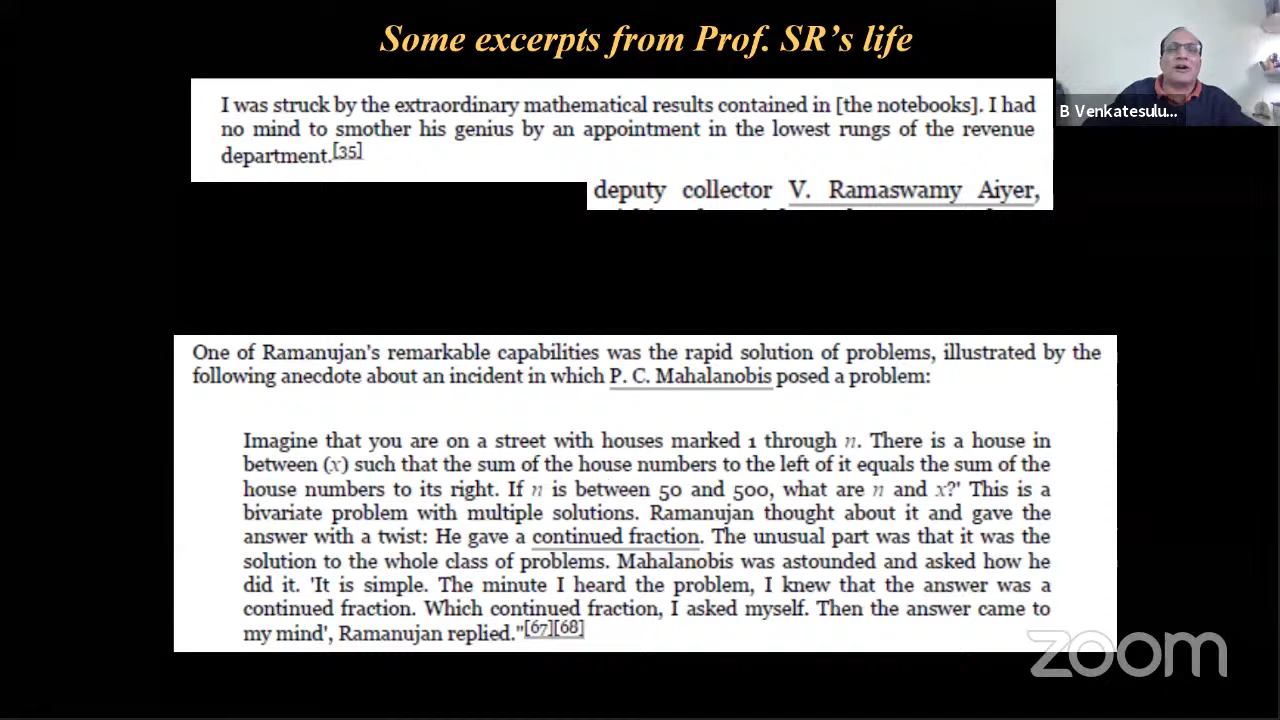 Some excerpts from Prof. SR's life
I was struck by the extraordinary mathematical results contained in [the notebooks]. I had
no mind to smother his genius by an appointment in the lowest rungs of the revenue
department.[35]
deputy collector V. Ramaswamy Aiyer,
B Venkatesulu...
One of Ramanujan's remarkable capabilities was the rapid solution of problems, illustrated by the
following anecdote about an incident in which P. C. Mahalanobis posed a problem:
Imagine that you are on a street with houses marked 1 through n. There is a house in
between (x) such that the sum of the house numbers to the left of it equals the sum of the
house numbers to its right. If n is between 50 and 500, what are n and x?' This is a
bivariate problem with multiple solutions. Ramanujan thought about it and gave the
answer with a twist: He gave a continued fraction. The unusual part was that it was the
solution to the whole class of problems. Mahalanobis was astounded and asked how he
did it. 'It is simple. The minute I heard the problem, I knew that the answer was a
continued fraction. Which continued fraction, I asked myself. Then the answer came to
my mind', Ramanujan replied."[67][68]
zoom